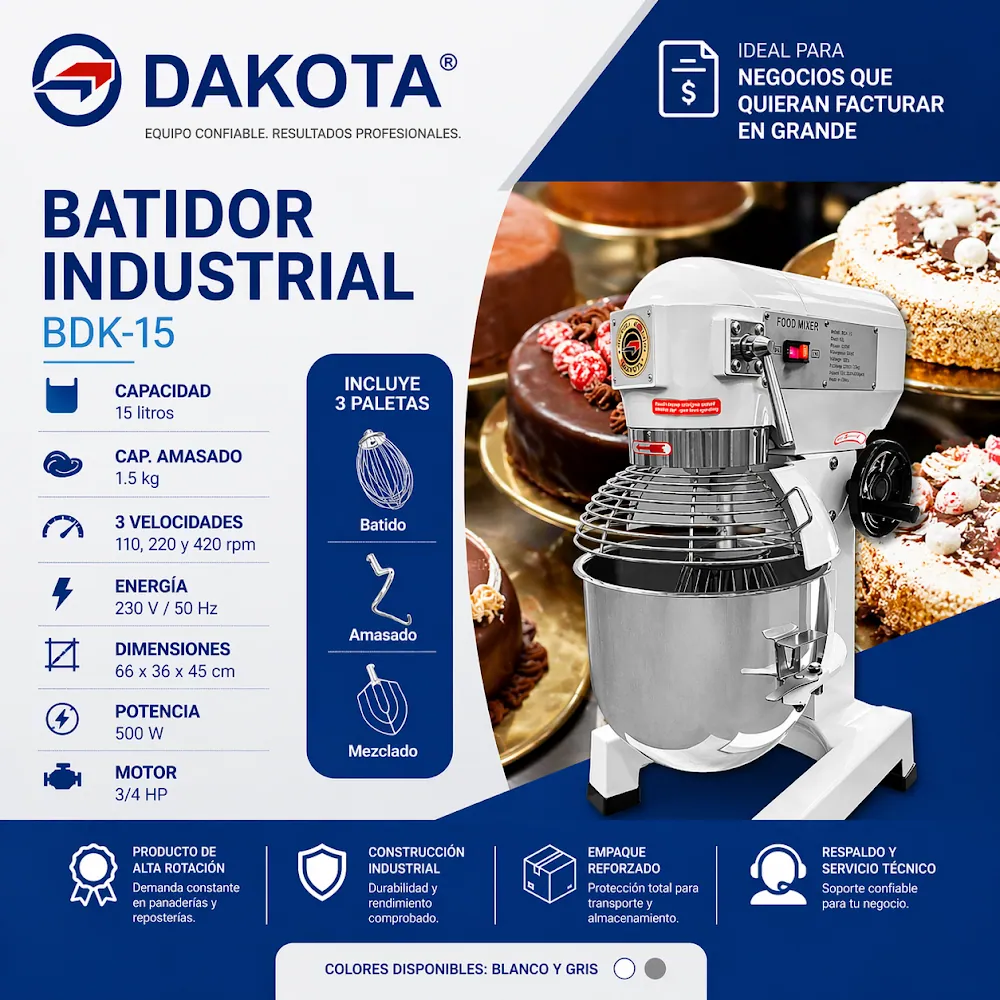 DAKOTA®
EQUIPO CONFIABLE. RESULTADOS PROFESIONALES.
IDEAL PARA
NEGOCIOS QUE
QUIERAN FACTURAR
EN GRANDE
$
BATIDOR
INDUSTRIAL
BDK-15
CAPACIDAD
15 litros
CAP. AMASADO
1.5 kg
3 VELOCIDADES
110, 220 y 420 rpm
ENERGÍA
230 V / 50 Hz
DIMENSIONES
66 x 36 x 45 cm
POTENCIA
500 W
MOTOR
3/4 HP
INCLUYE
3 PALETAS
Batido
Amasado
Mezclado
FOOD MIXER
PRODUCTO DE
ALTA ROTACIÓN
Demanda constante
en panaderías y
reposterías.
CONSTRUCCIÓN
INDUSTRIAL
Durabilidad y
rendimiento
comprobado.
EMPAQUE
REFORZADO
Protección total para
transporte y
almacenamiento.
RESPALDO Y
SERVICIO TÉCNICO
Soporte confiable
para tu negocio.
COLORES DISPONIBLES: BLANCO Y GRIS